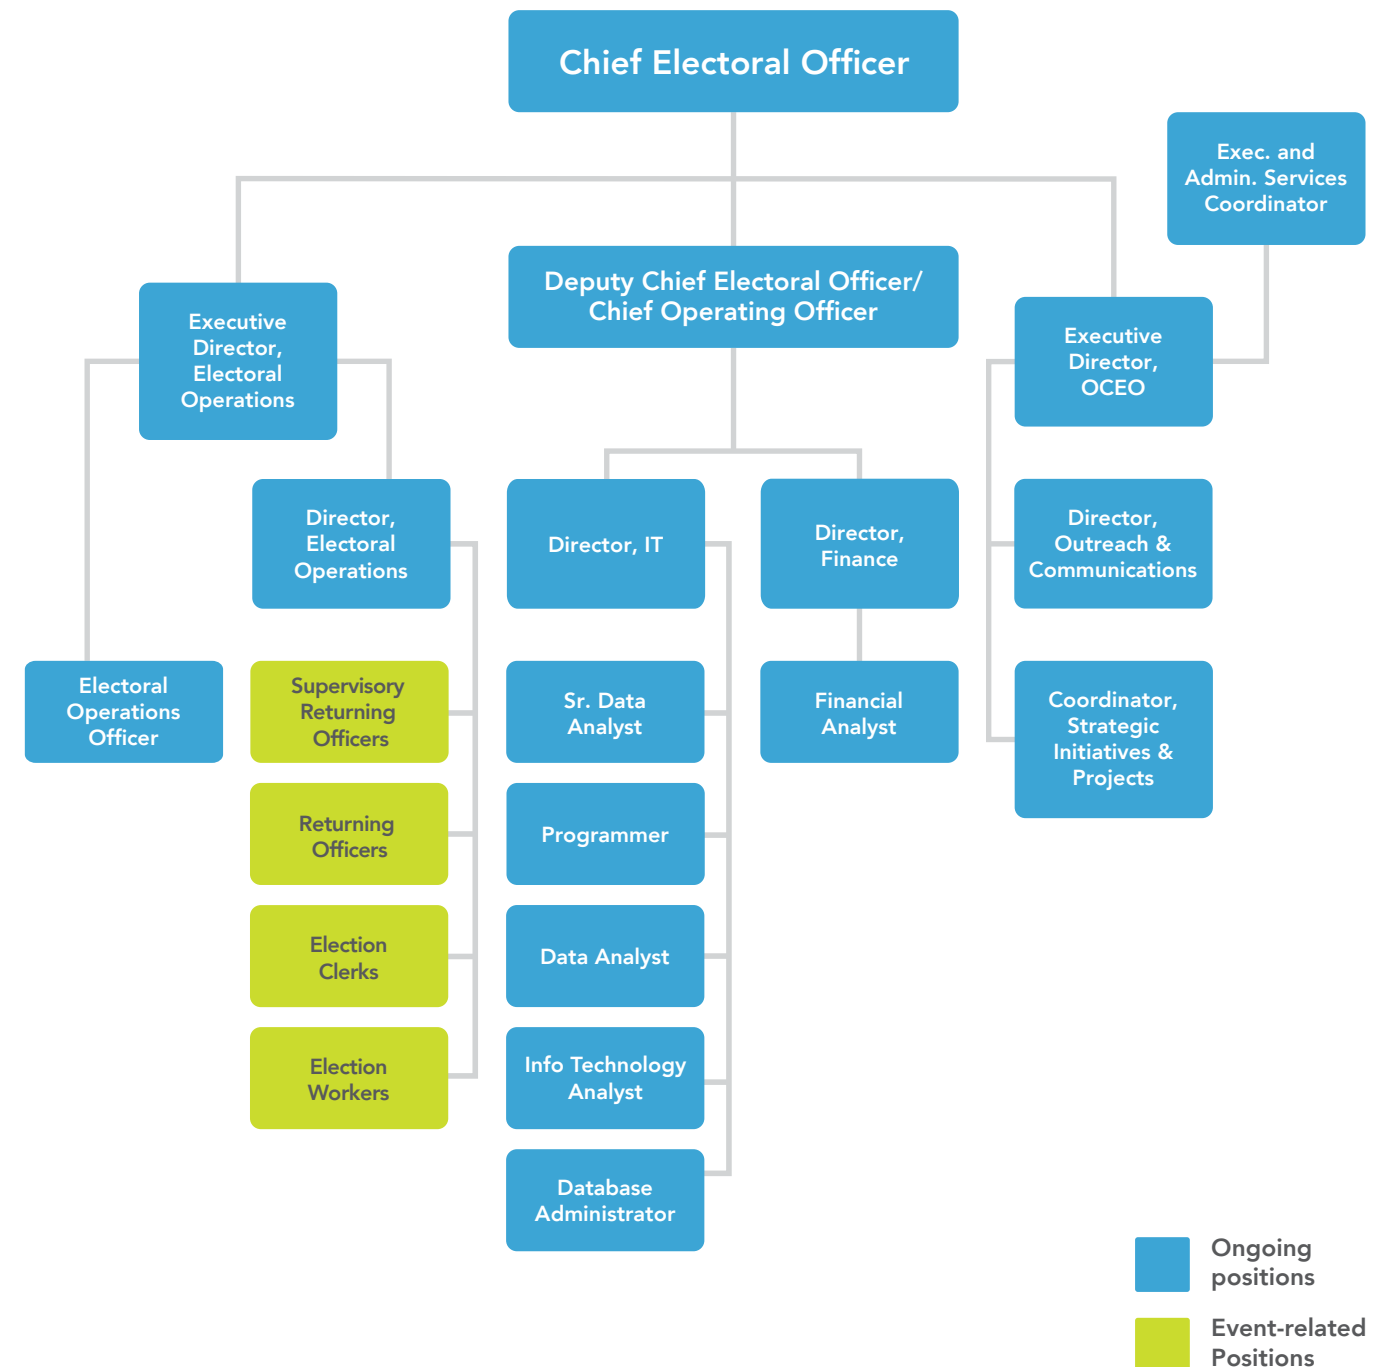 Chief Electoral Officer
Exec. and
Admin. Services
Coordinator
Deputy Chief Electoral Officer/
Chief Operating Officer
Executive
Director,
Electoral
Operations
Executive
Director,
OCEO
Director,
Electoral
Operations
Director, IT
Director,
Finance
Director,
Outreach &
Communications
Electoral
Operations
Officer
Supervisory
Returning
Officers
Sr. Data
Analyst
Financial
Analyst
Coordinator,
Strategic
Initiatives &
Projects
Returning
Officers
Programmer
Election
Clerks
Data Analyst
Election
Workers
Info Technology
Analyst
Database
Administrator
Ongoing
positions
Event-related
Positions